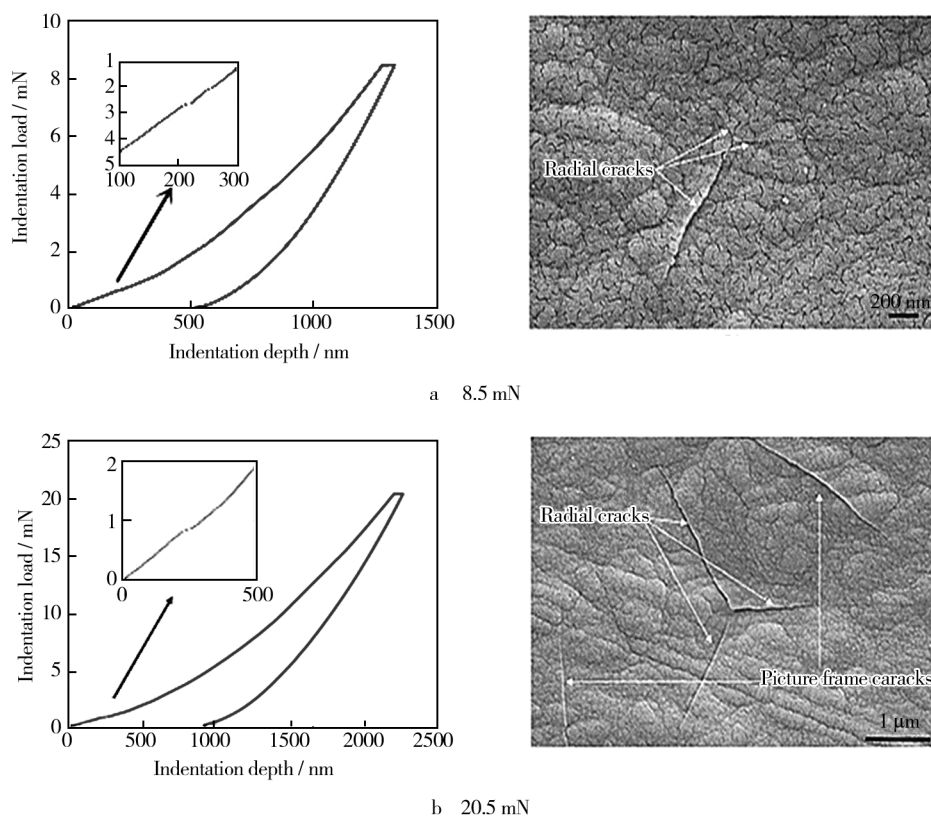 10
8
6
4
2
0
Indentation load / mN
1
2
3
4
5
100 200 300
0 500 1000 1500
Indentation depth / nm
Radial cracks
200 nm
a 8.5 mN
25
20
15
10
5
0
Indentation load / mN
2
1
0
0 500
0 500 1000 1500 2000 2500
Indentation depth / nm
Radial cracks
Picture frame caracks
1 μm
b 20.5 mN